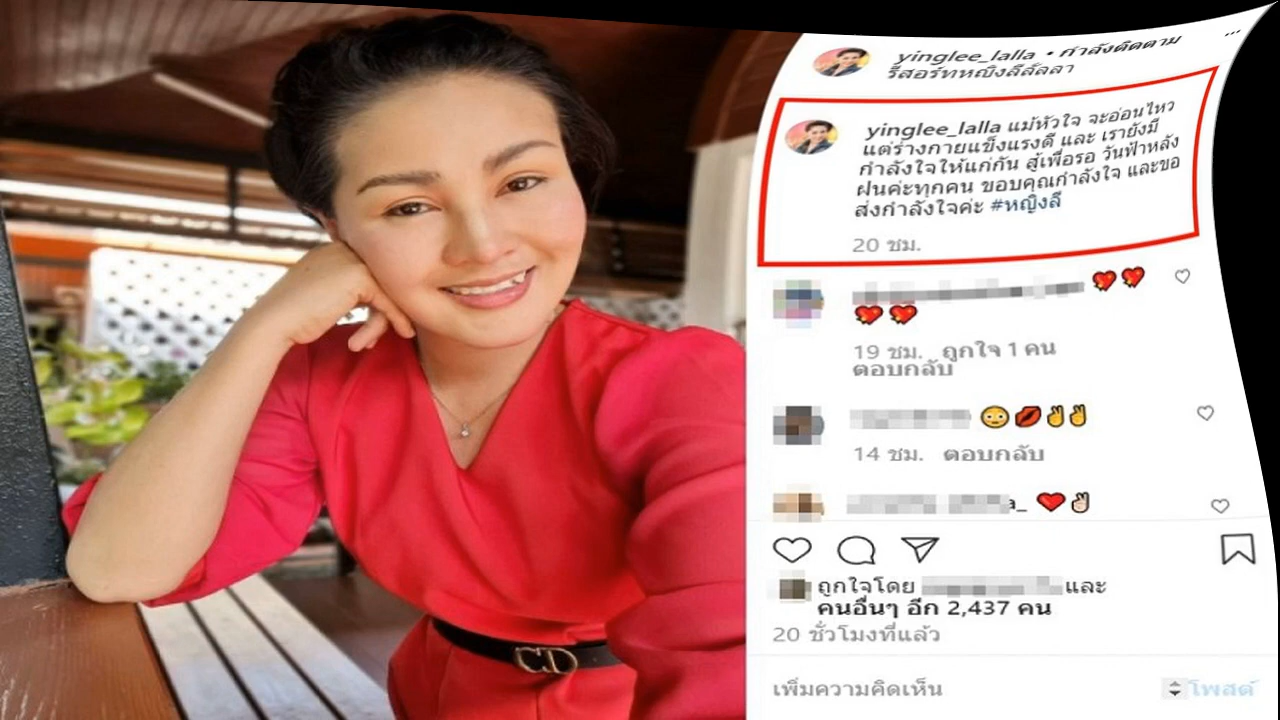 yinglee_lalla • กำลังติดตาม
รีสอร์ทหญิงลีลัลลา
yinglee_lalla แม้หัวใจ จะอ่อนไหว
แต่ร่างกายแข็งแรงดี และ เรายังมี
กำลังใจให้แก่กัน สู้เพื่อรอ วันฟ้าหลัง
ฝนค่ะทุกคน ขอบคุณกำลังใจ และขอ
ส่งกำลังใจค่ะ #หญิงลี
20 ชม.
19 ชม. ถูกใจ 1 คน
ตอบกลับ
14 ชม. ตอบกลับ
a_
ถูกใจโดย และ
คนอื่นๆ อีก 2,437 คน
20 ชั่วโมงที่แล้ว
เพิ่มความคิดเห็น
โพสต์
CD